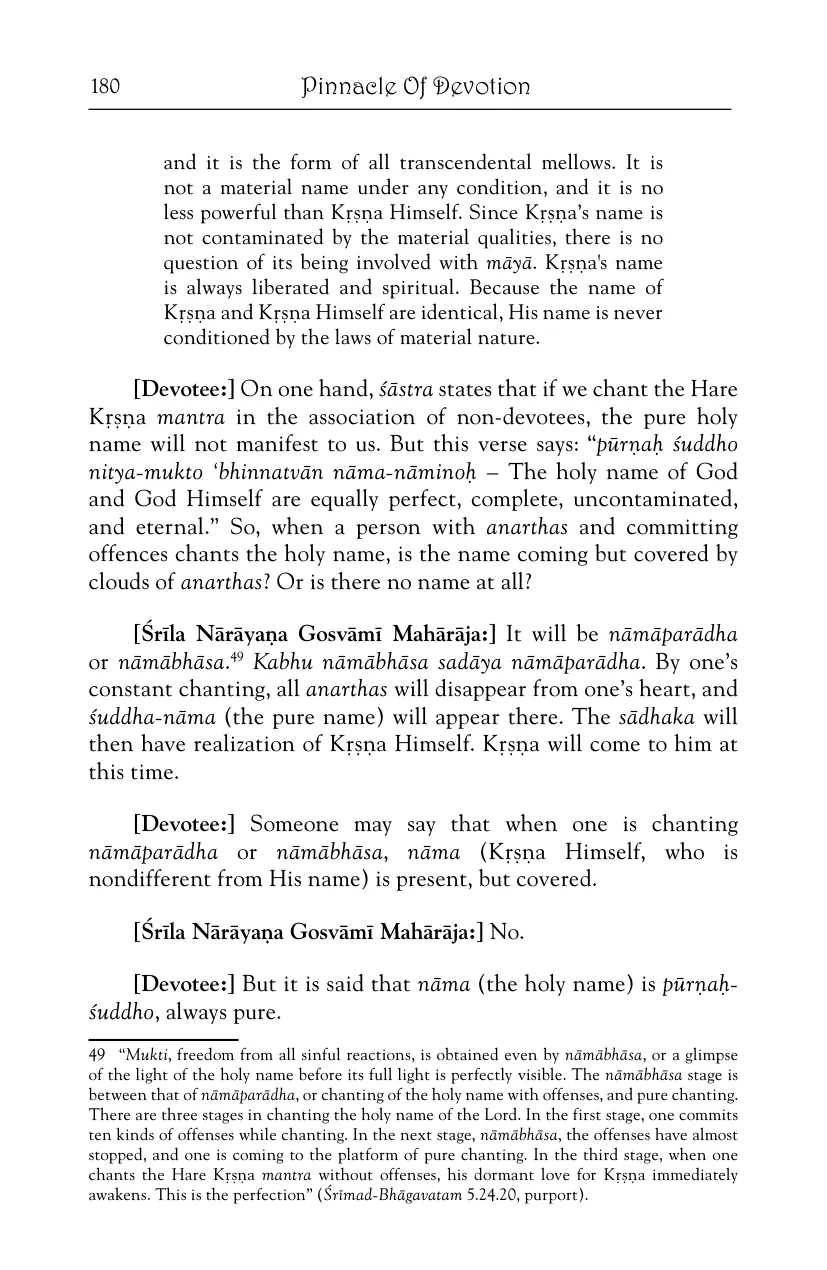 180 Pinnacle Of Devotion
and it is the form of all transcendental mellows. It is
not a material name under any condition, and it is no
less powerful than Kṛṣṇa Himself. Since Kṛṣṇa’s name is
not contaminated by the material qualities, there is no
question of its being involved with māyā. Kṛṣṇa's name
is always liberated and spiritual. Because the name of
Kṛṣṇa and Kṛṣṇa Himself are identical, His name is never
conditioned by the laws of material nature.
[Devotee:] On one hand, śāstra states that if we chant the Hare
Kṛṣṇa mantra in the association of non-devotees, the pure holy
name will not manifest to us. But this verse says: “pūrṇaḥ śuddho
nitya-mukto ‘bhinnatvān nāma-nāminoḥ – The holy name of God
and God Himself are equally perfect, complete, uncontaminated,
and eternal.” So, when a person with anarthas and committing
offences chants the holy name, is the name coming but covered by
clouds of anarthas? Or is there no name at all?
[Śrīla Nārāyaṇa Gosvāmī Mahārāja:] It will be nāmāparādha
or nāmābhāsa.49 Kabhu nāmābhāsa sadāya nāmāparādha. By one’s
constant chanting, all anarthas will disappear from one’s heart, and
śuddha-nāma (the pure name) will appear there. The sādhaka will
then have realization of Kṛṣṇa Himself. Kṛṣṇa will come to him at
this time.
[Devotee:] Someone may say that when one is chanting
nāmāparādha or nāmābhāsa, nāma (Kṛṣṇa Himself, who is
nondifferent from His name) is present, but covered.
[Śrīla Nārāyaṇa Gosvāmī Mahārāja:] No.
[Devotee:] But it is said that nāma (the holy name) is pūrṇaḥ-
śuddho, always pure.
49 “Mukti, freedom from all sinful reactions, is obtained even by nāmābhāsa, or a glimpse
of the light of the holy name before its full light is perfectly visible. The nāmābhāsa stage is
between that of nāmāparādha, or chanting of the holy name with offenses, and pure chanting.
There are three stages in chanting the holy name of the Lord. In the first stage, one commits
ten kinds of offenses while chanting. In the next stage, nāmābhāsa, the offenses have almost
stopped, and one is coming to the platform of pure chanting. In the third stage, when one
chants the Hare Kṛṣṇa mantra without offenses, his dormant love for Kṛṣṇa immediately
awakens. This is the perfection” (Śrīmad-Bhāgavatam 5.24.20, purport).